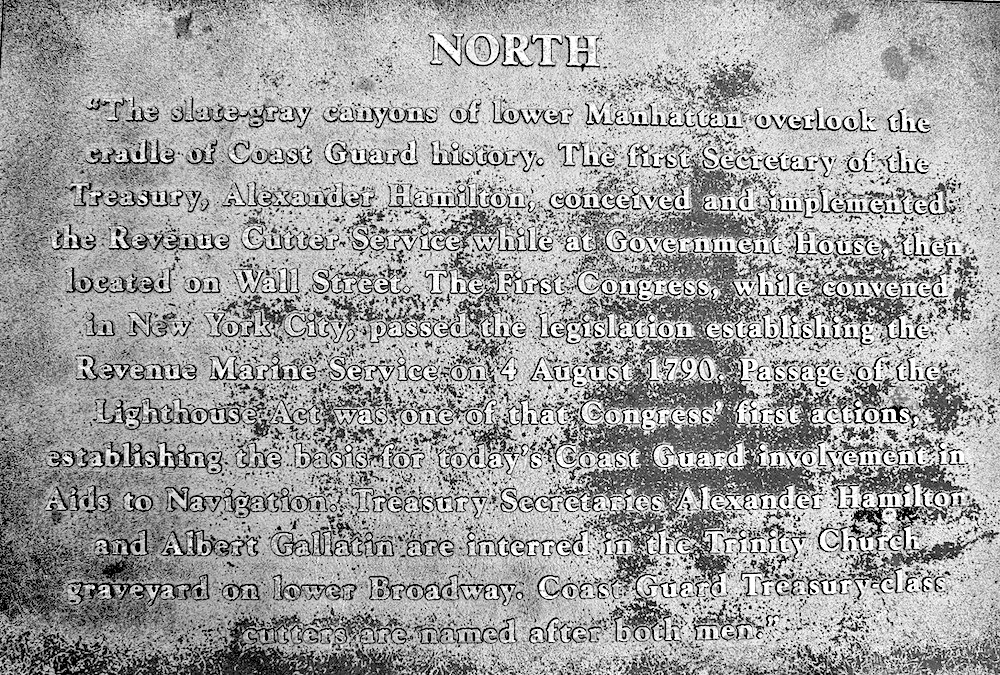 NORTH
“The slate-gray canyons of lower Manhattan overlook the
cradle of Coast Guard history. The first Secretary of the
Treasury, Alexander Hamilton, conceived and implemented
the Revenue Cutter Service while at Government House, then
located on Wall Street. The First Congress, while convened
in New York City, passed the legislation establishing the
Revenue Marine Service on 4 August 1790. Passage of the
Lighthouse Act was one of that Congress’ first actions,
establishing the basis for today’s Coast Guard involvement in
Aids to Navigation. Treasury Secretaries Alexander Hamilton
and Albert Gallatin are interred in the Trinity Church
graveyard on lower Broadway. Coast Guard Treasury-class
cutters are named after both men.”